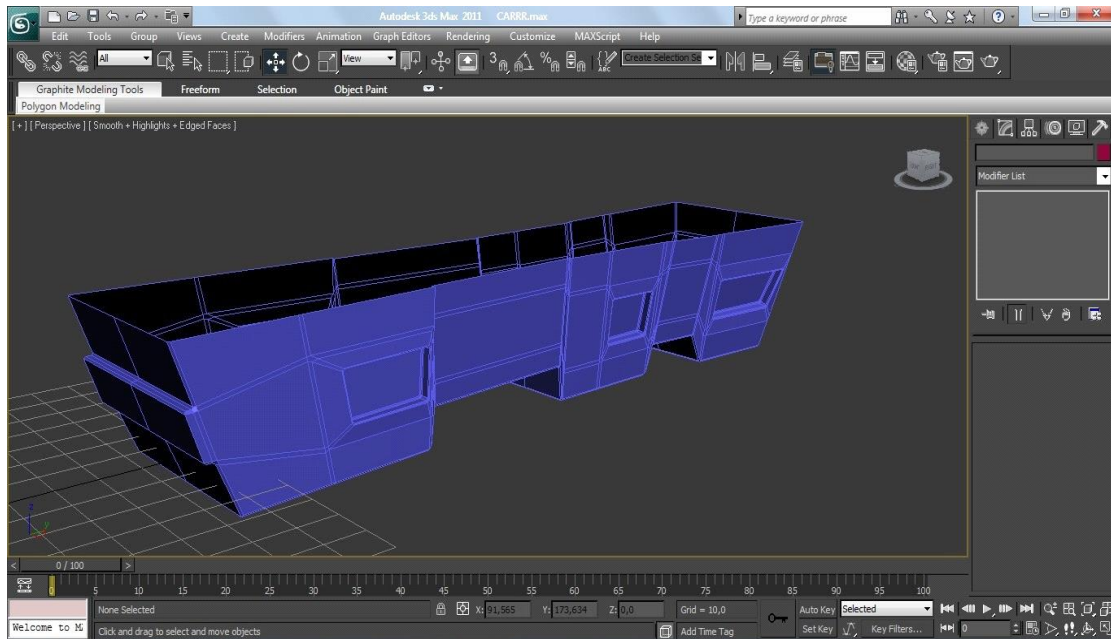 Autodesk 3ds Max 2011 CARRR.max
Type a keyword or phrase
Edit Tools Group Views Create Modifiers Animation Graph Editors Rendering Customize MAXScript Help
All
View
Create Selection Se
Graphite Modeling Tools Freeform Selection Object Paint
Polygon Modeling
[ + ] [ Perspective ] [ Smooth + Highlights + Edged Faces ]
Modifier List
z
y
< 0 / 100 >
0 5 10 15 20 25 30 35 40 45 50 55 60 65 70 75 80 85 90 95 100
None Selected X: 91,565 Y: 173,634 Z: 0,0 Grid = 10,0 Auto Key Selected
Welcome to M Click and drag to select and move objects Add Time Tag Set Key Key Filters... 0